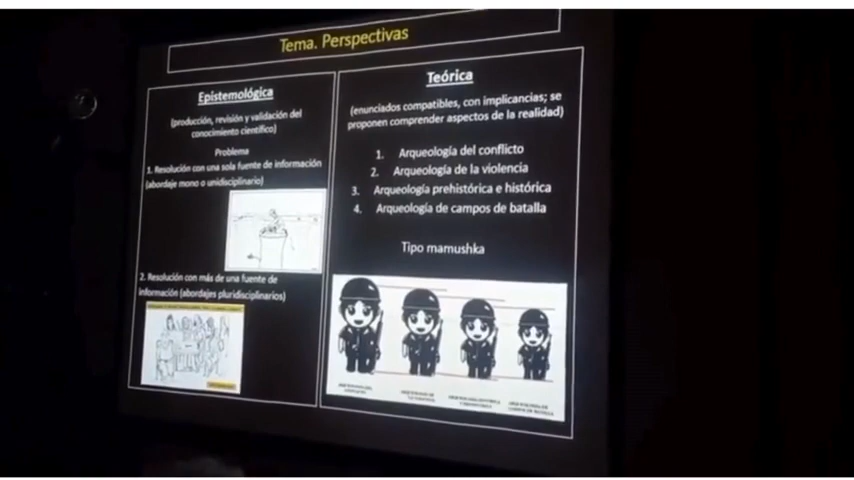 Tema. Perspectivas
Epistemológica
(producción, revisión y validación del
conocimiento científico)
Problema
1. Resolución con una sola fuente de información
(abordaje mono o unidisciplinario)
2. Resolución con más de una fuente de
información (abordajes pluridisciplinarios)
Teórica
(enunciados compatibles, con implicancias; se
proponen comprender aspectos de la realidad)
1. Arqueología del conflicto
2. Arqueología de la violencia
3. Arqueología prehistórica e histórica
4. Arqueología de campos de batalla
Tipo mamushka